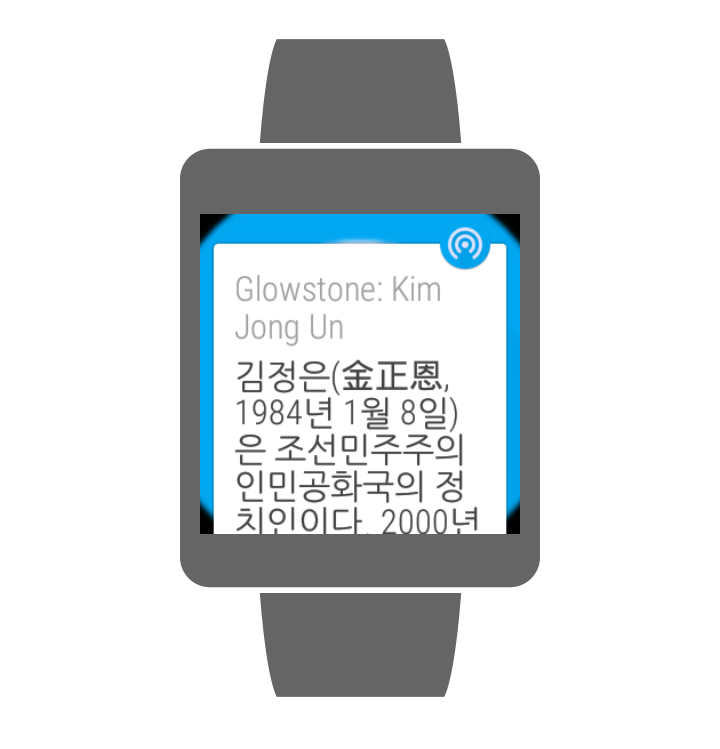 Glowstone: Kim
Jong Un
김정은(金正恩,
1984년 1월 8일)
은 조선민주주의
인민공화국의 정
치인이다. 2000년